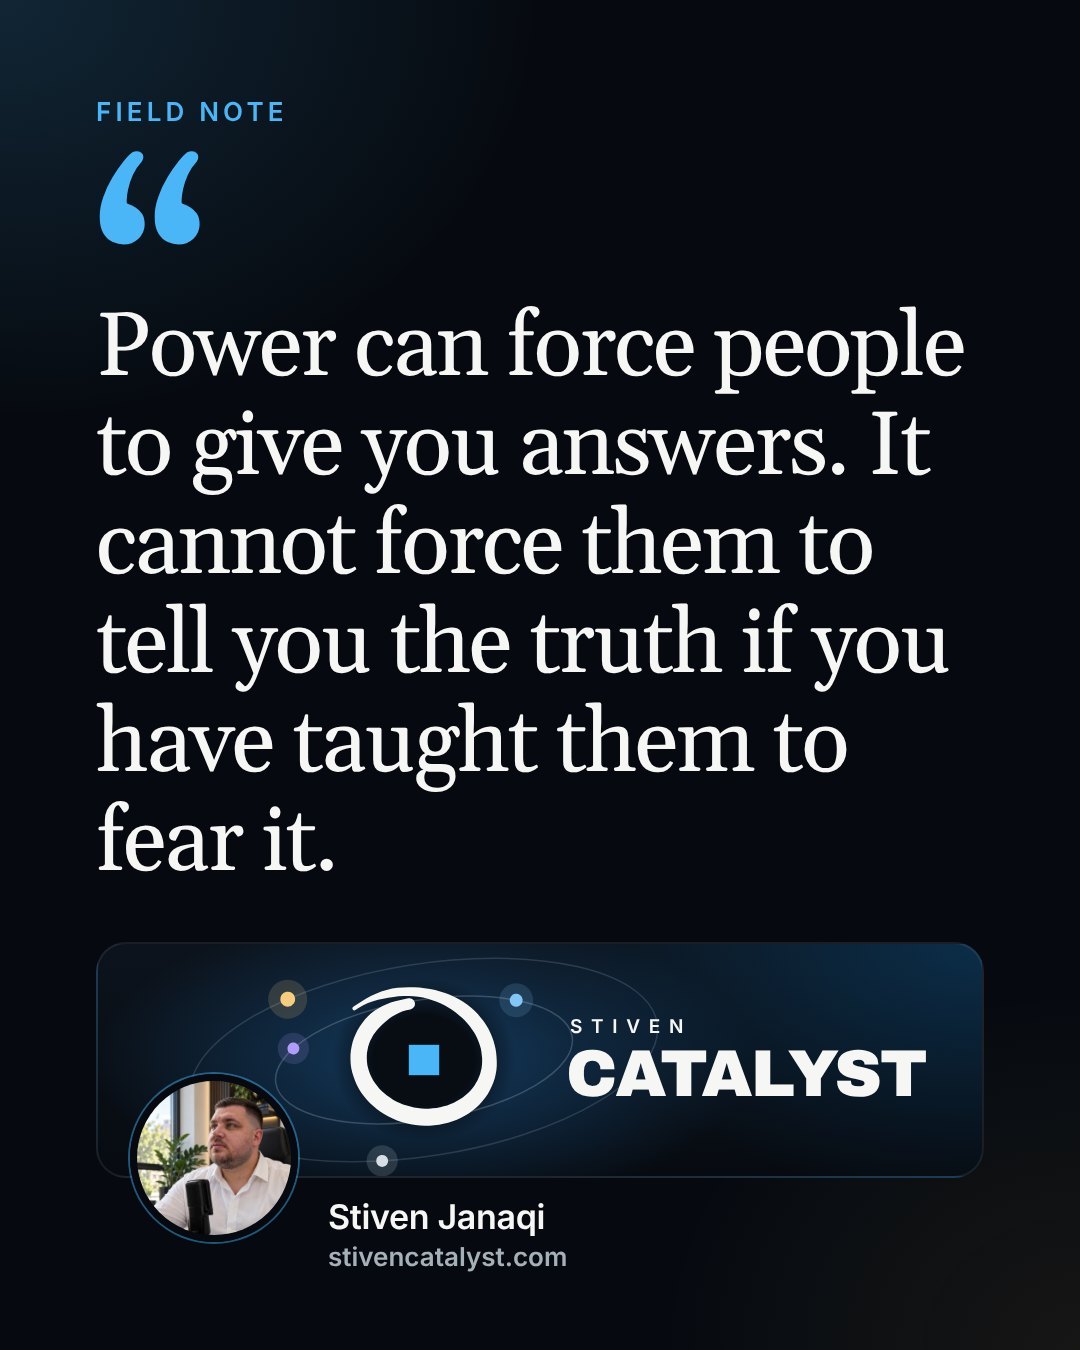 FIELD NOTE
“
Power can force people
to give you answers. It
cannot force them to
tell you the truth if you
have taught them to
fear it.
STIVEN
CATALYST
Stiven Janaqi
stivencatalyst.com